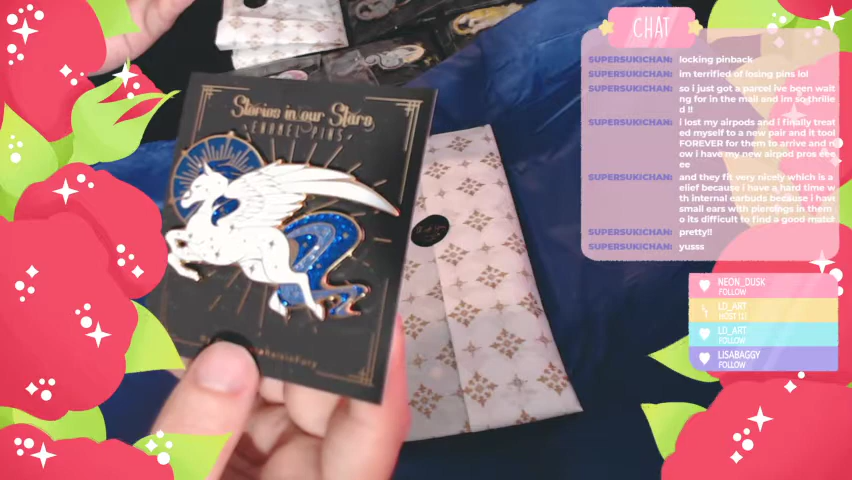 Stories in our Stars
ENAMEL PINS
CHAT
SUPERSUKICHAN: locking pinback
SUPERSUKICHAN: im terrified of losing pins lol
SUPERSUKICHAN: so i just got a parcel ive been wait
ng for in the mail and im so thrille
d !!
SUPERSUKICHAN: i lost my airpods and i finally treat
ed myself to a new pair and it tool
FOREVER for them to arrive and n
ow i have my new airpod pros eee
ee
SUPERSUKICHAN: and they fit very nicely which is a
elief because i have a hard time w
th internal earbuds because i have
small ears with piercings in them
o its difficult to find a good matu
SUPERSUKICHAN: pretty!!
SUPERSUKICHAN: yusss
NEON_DUSK
FOLLOW
LD_ART
HOST (1)
LD_ART
FOLLOW
LISABAGGY
FOLLOW